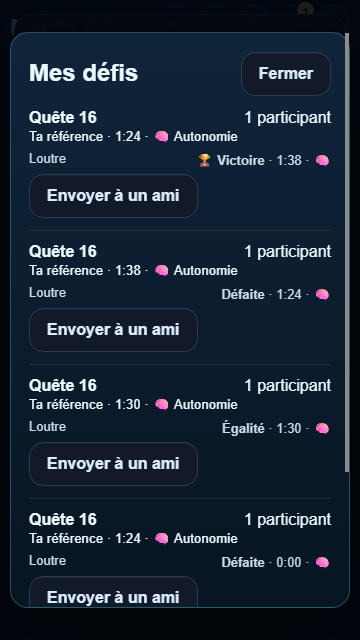 Mes défis
Fermer
Quête 16
1 participant
Ta référence · 1:24 · 🧠 Autonomie
Loutre
🏆 Victoire · 1:38 · 🧠
Envoyer à un ami
Quête 16
1 participant
Ta référence · 1:38 · 🧠 Autonomie
Loutre
Défaite · 1:24 · 🧠
Envoyer à un ami
Quête 16
1 participant
Ta référence · 1:30 · 🧠 Autonomie
Loutre
Égalité · 1:30 · 🧠
Envoyer à un ami
Quête 16
1 participant
Ta référence · 1:24 · 🧠 Autonomie
Loutre
Défaite · 0:00 · 🧠
Envoyer à un ami